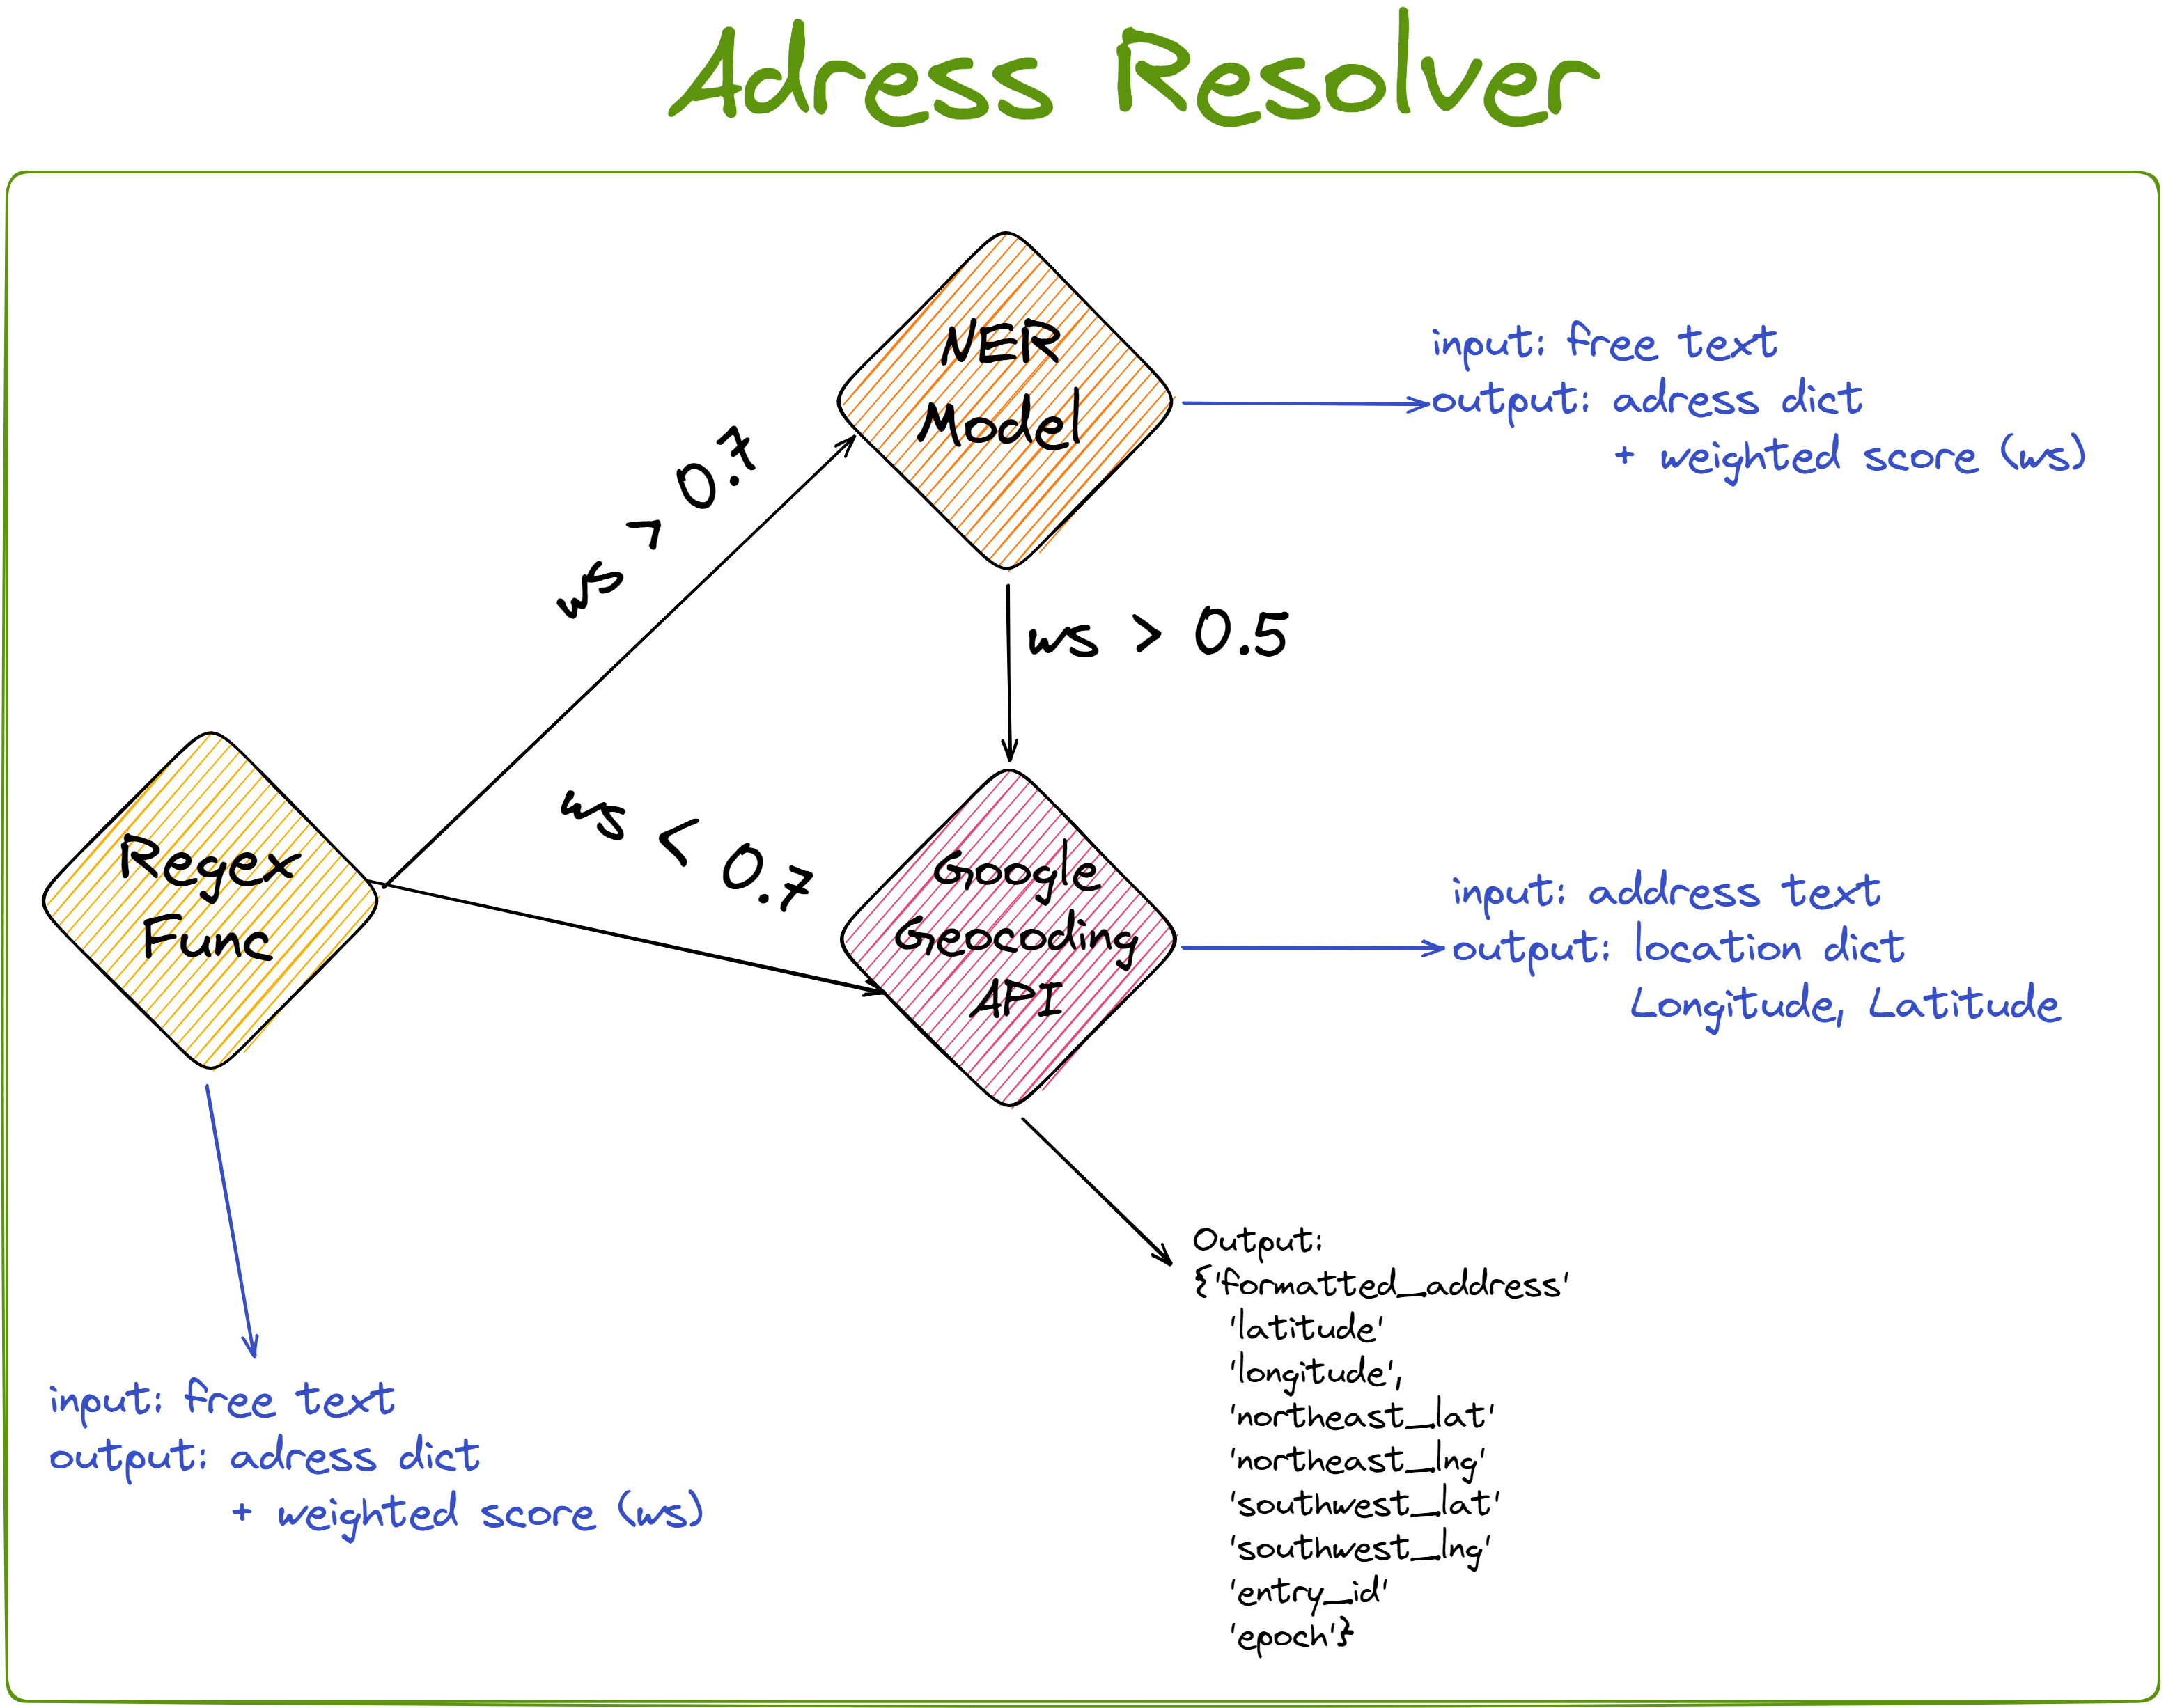 Adress Resolver
NER
Model
input: free text
output: adress dict
+ weighted score (ws)
ws > 0.7
ws > 0.5
ws < 0.7
Regex
Func
Google
Geocoding
API
input: address text
output: location dict
Longitude, Latitude
input: free text
output: adress dict
+ weighted score (ws)
Output:
{'formatted_address'
'latitude'
'longitude',
'northeast_lat'
'northeast_lng'
'southwest_lat'
'southwest_lng'
'entry_id'
'epoch'}